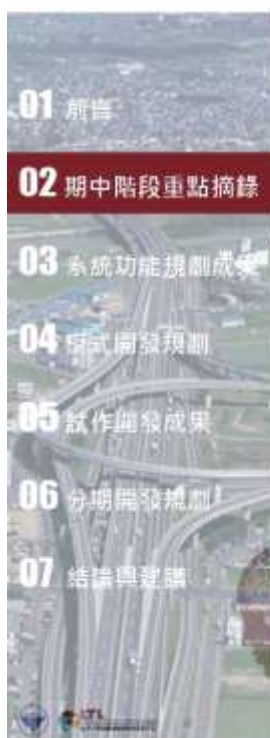 01 前言
02 期中階段重點摘錄
03 系統功能規劃成果
04 程式開發規劃
05 試作開發成果
06 分期開發規劃
07 結論與建議